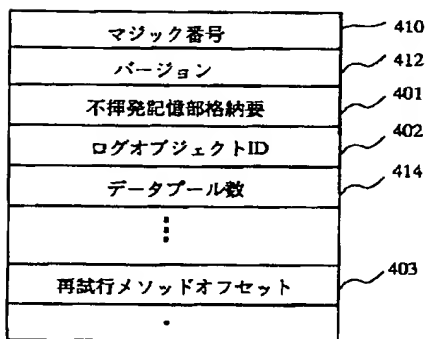 マジック番号 410
バージョン 412
不揮発記憶部格納要 401
ログオブジェクトID 402
データプール数 414
再試行メソッドオフセット 403